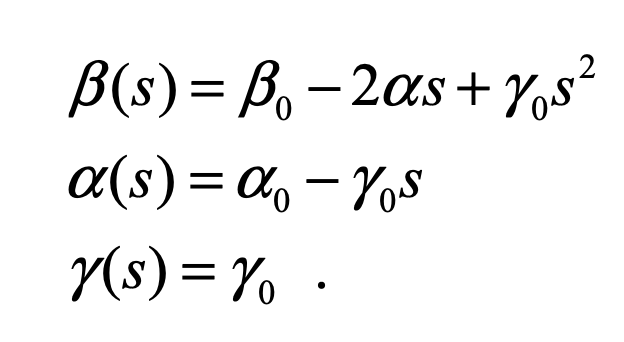 β(s) = β₀ − 2αs + γ₀s²
α(s) = α₀ − γ₀s
γ(s) = γ₀ .